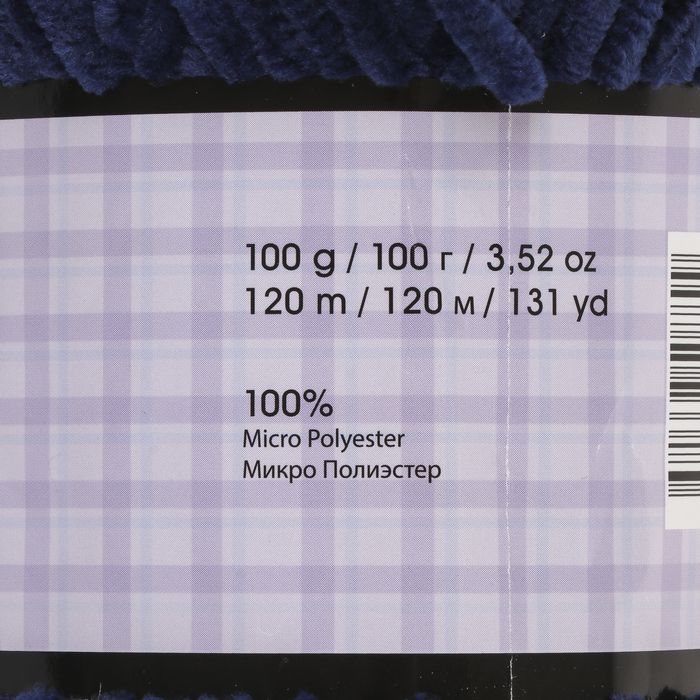 100 g / 100 г / 3,52 oz
120 m / 120 м / 131 yd
100%
Micro Polyester
Микро Полиэстер